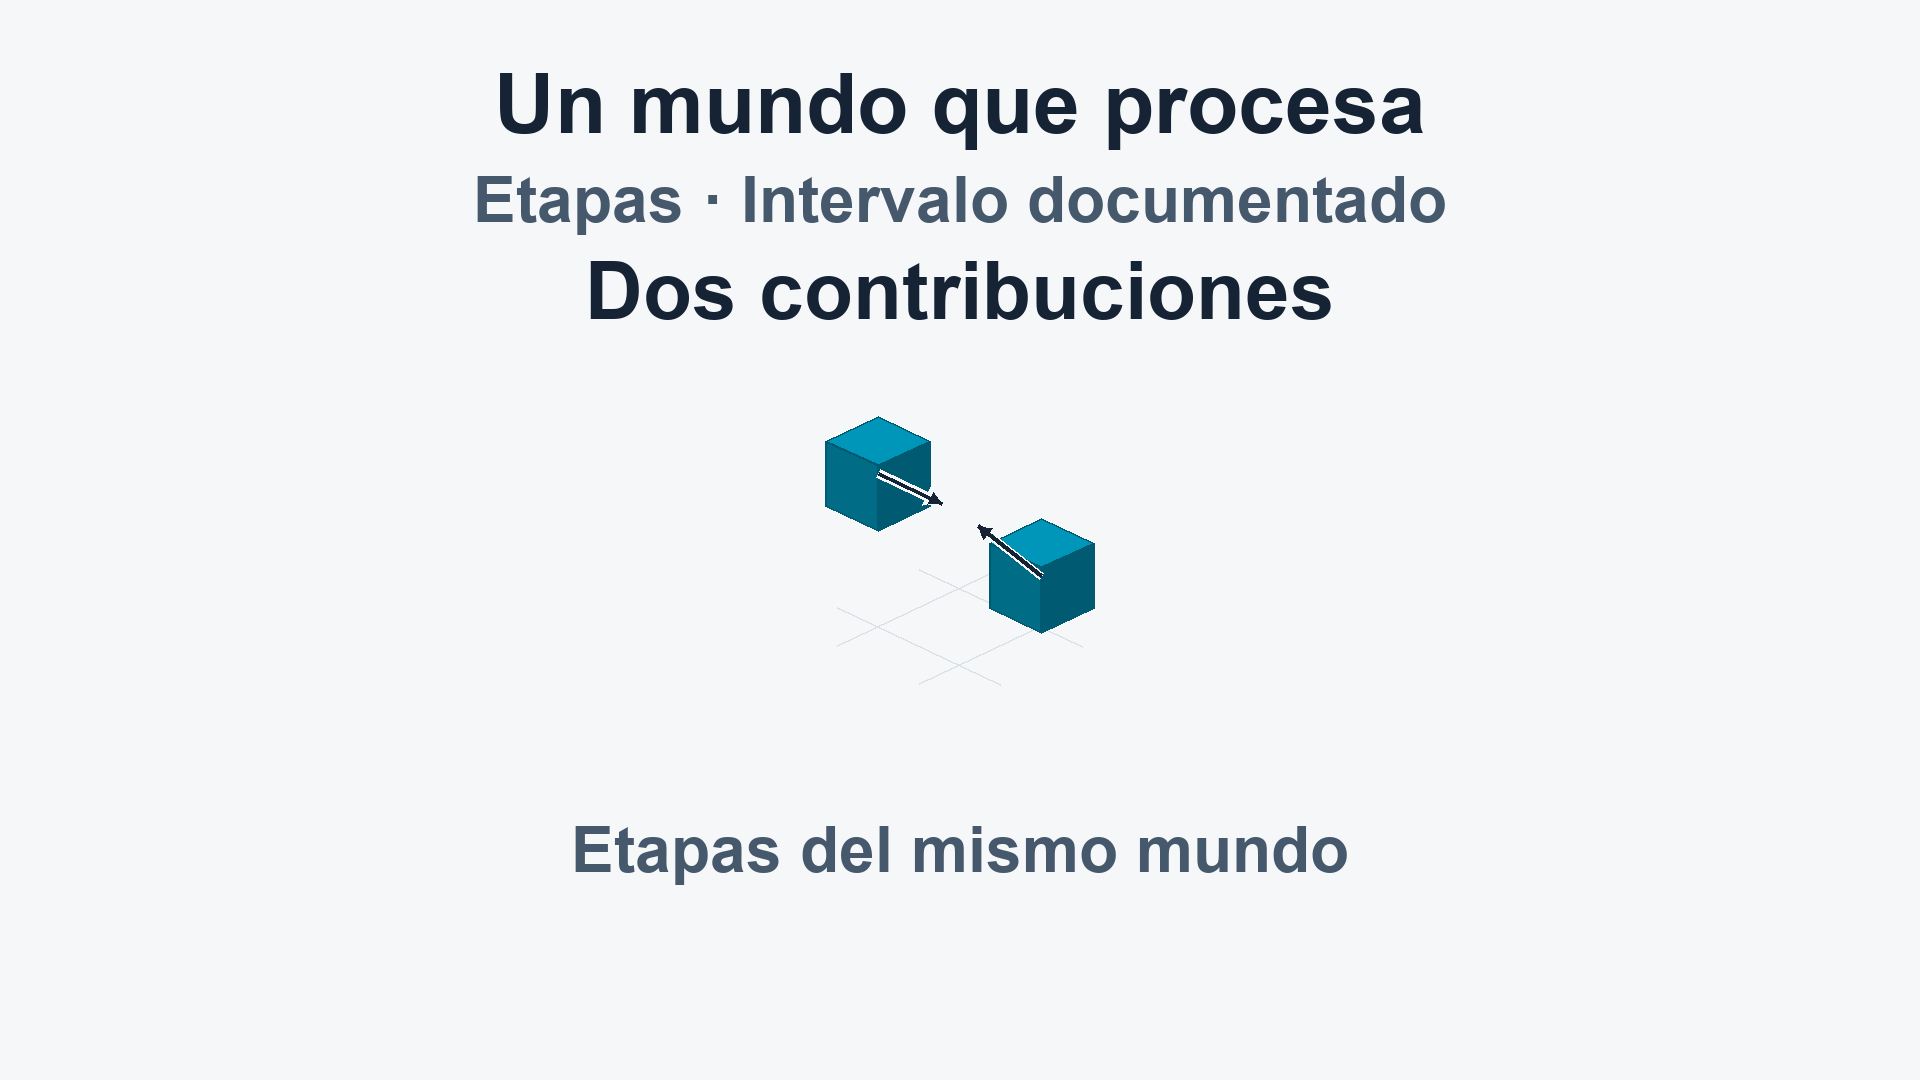 Un mundo que procesa
Etapas · Intervalo documentado
Dos contribuciones
Etapas del mismo mundo